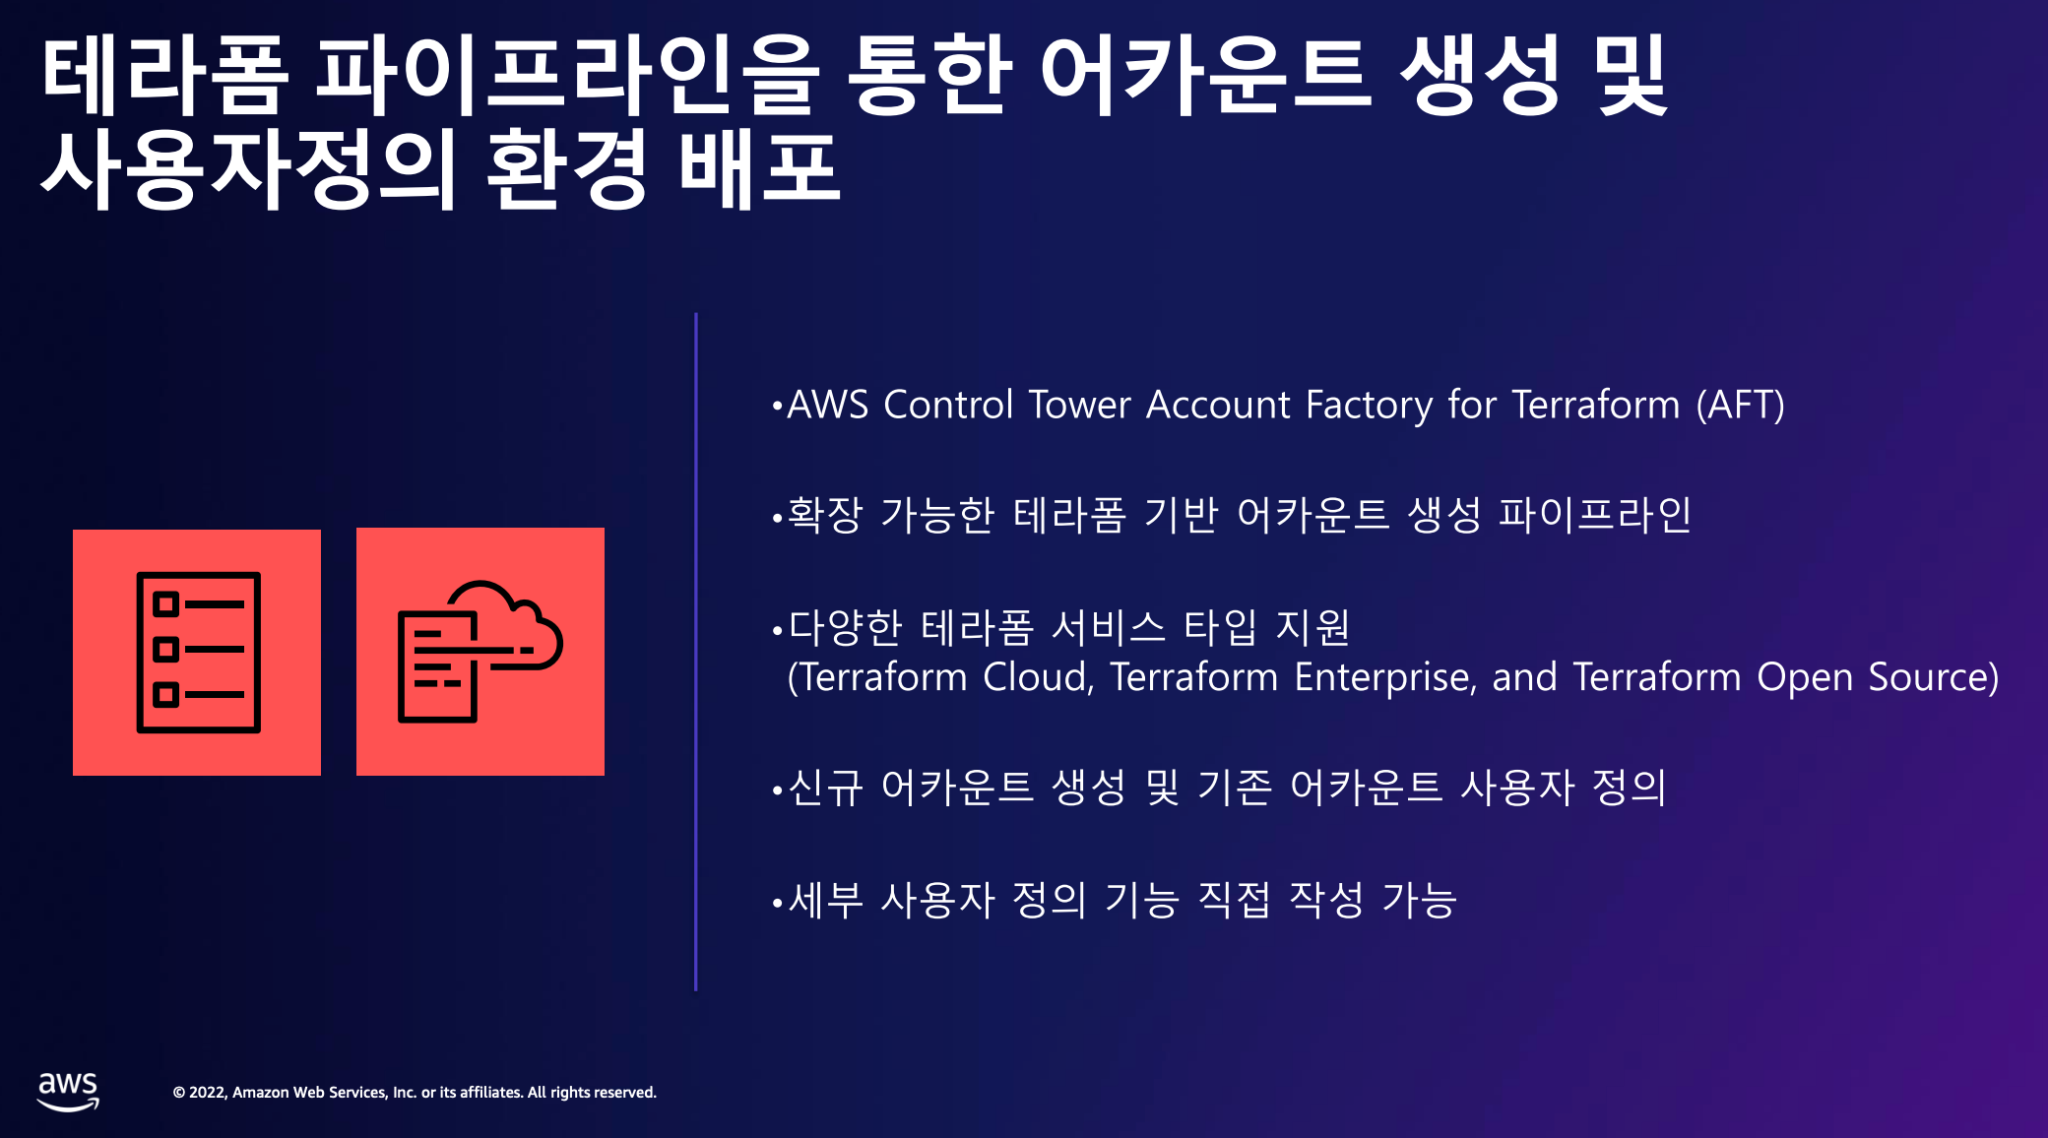 테라폼 파이프라인을 통한 어카운트 생성 및
사용자정의 환경 배포
•AWS Control Tower Account Factory for Terraform (AFT)
•확장 가능한 테라폼 기반 어카운트 생성 파이프라인
•다양한 테라폼 서비스 타입 지원
(Terraform Cloud, Terraform Enterprise, and Terraform Open Source)
•신규 어카운트 생성 및 기존 어카운트 사용자 정의
•세부 사용자 정의 기능 직접 작성 가능
aws
© 2022, Amazon Web Services, Inc. or its affiliates. All rights reserved.